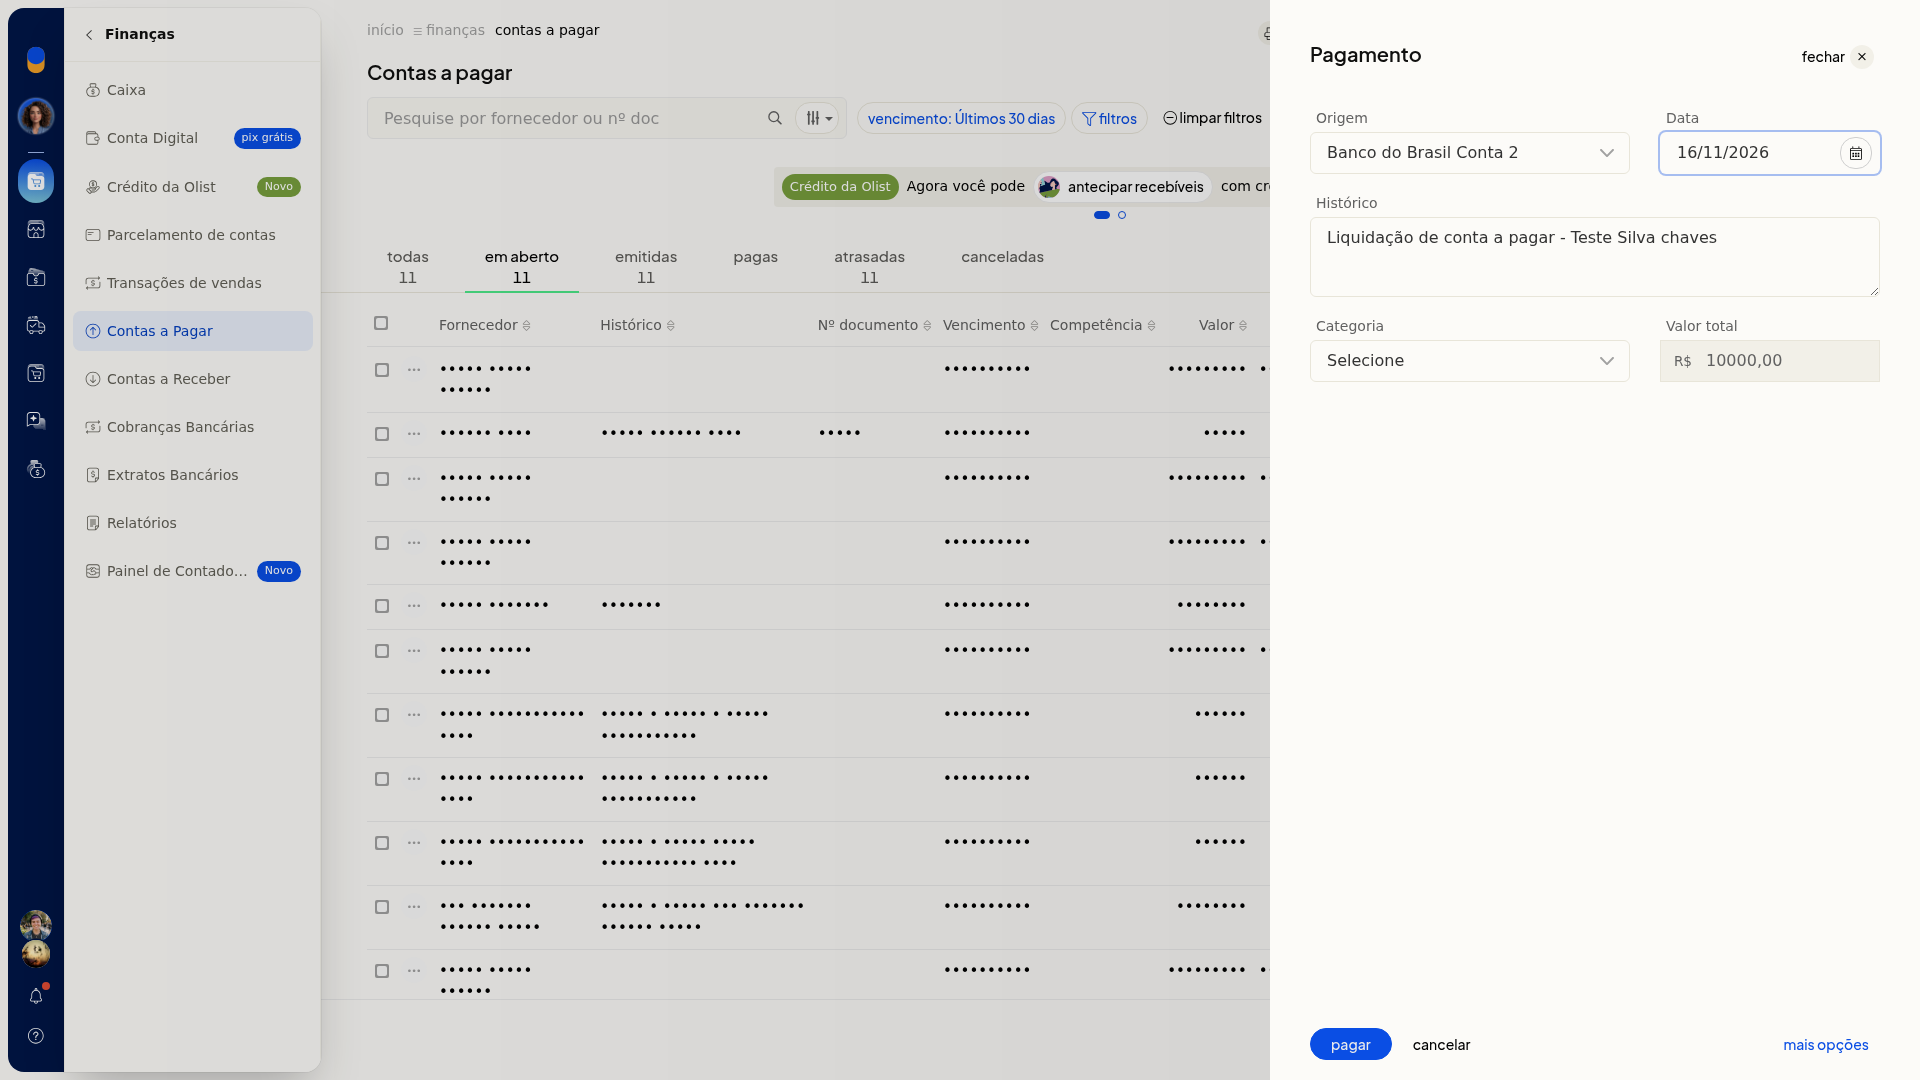 Finanças
Caixa
Conta Digital pix grátis
Crédito da Olist Novo
Parcelamento de contas
Transações de vendas
Contas a Pagar
Contas a Receber
Cobranças Bancárias
Extratos Bancários
Relatórios
Painel de Contado... Novo
início finanças contas a pagar
Contas a pagar
Pesquise por fornecedor ou nº doc
vencimento: Últimos 30 dias filtros limpar filtros
Crédito da Olist Agora você pode antecipar recebíveis com cr
todas em aberto emitidas pagas atrasadas canceladas
11 11 11 11
Fornecedor Histórico Nº documento Vencimento Competência Valor
Pagamento fechar
Origem Data
Banco do Brasil Conta 2 16/11/2026
Histórico
Liquidação de conta a pagar - Teste Silva chaves
Categoria Valor total
Selecione R$ 10000,00
pagar cancelar mais opções